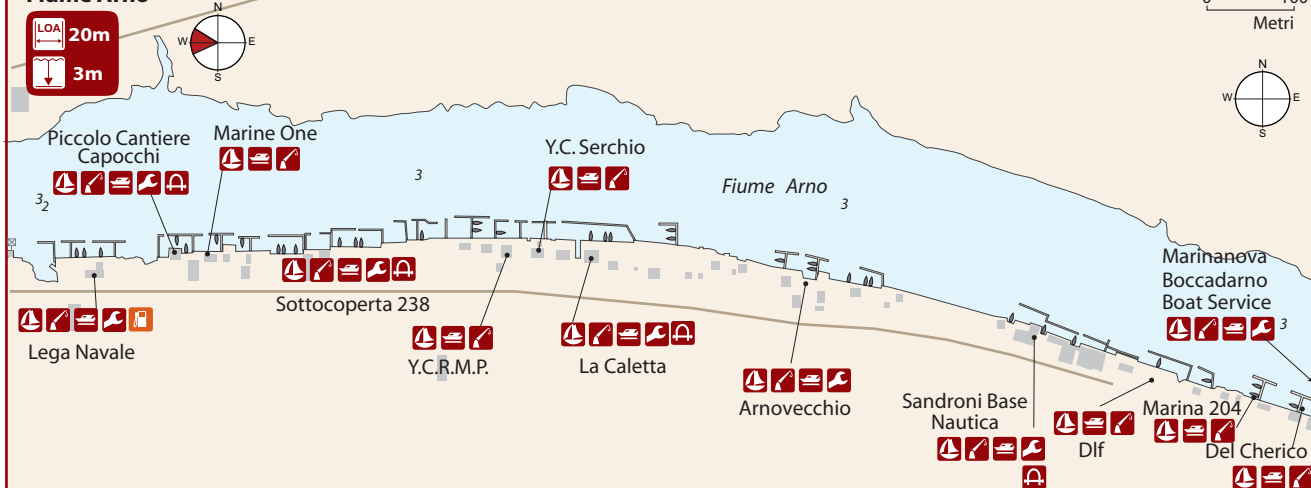 Fiume Arno
LOA
20m
3m
N
W
E
S
0
100
Metri
N
W
E
S
Piccolo Cantiere
Capocchi
Marine One
Y.C. Serchio
Fiume Arno
3
3
3
2
3
Marinanova
Boccadarno
Boat Service
Sottocoperta 238
Lega Navale
Y.C.R.M.P.
La Caletta
Arnovecchio
Sandroni Base
Nautica
Dlf
Marina 204
Del Cherico